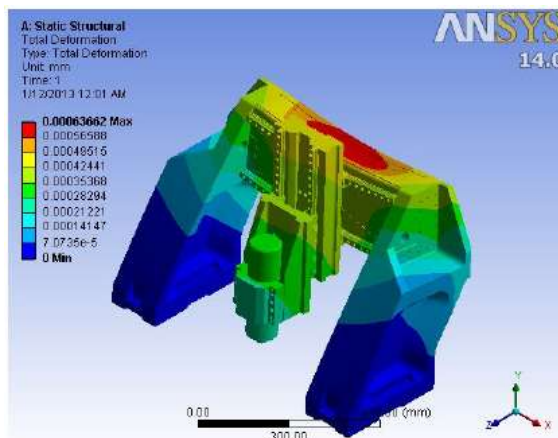 A: Static Structural
Total Deformation
Type: Total Deformation
Unit: mm
Time: 1
1/12/2013 12:01 AM
0.00063662 Max
0.00056588
0.00049515
0.00042441
0.00035368
0.00028294
0.00021221
0.00014147
7.0735e-5
0 Min
ANSYS
14.0
0.00
(mm)
300.00
Y
Z
X